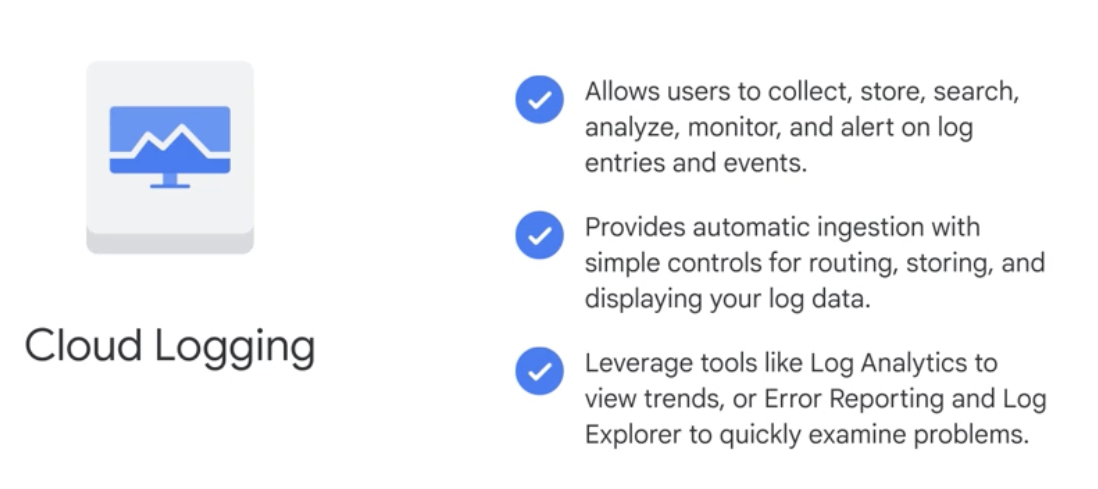 Cloud Logging
Allows users to collect, store, search,
analyze, monitor, and alert on log
entries and events.
Provides automatic ingestion with
simple controls for routing, storing, and
displaying your log data.
Leverage tools like Log Analytics to
view trends, or Error Reporting and Log
Explorer to quickly examine problems.